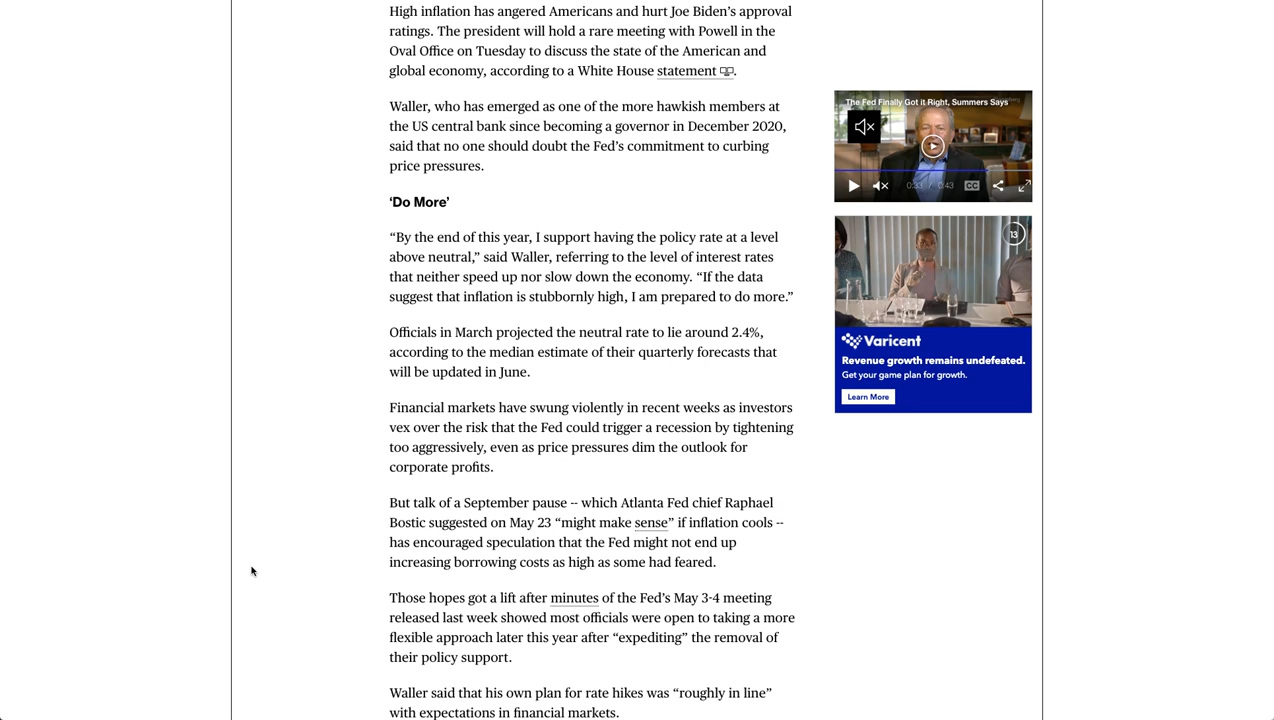 High inflation has angered Americans and hurt Joe Biden’s approval
ratings. The president will hold a rare meeting with Powell in the
Oval Office on Tuesday to discuss the state of the American and
global economy, according to a White House statement.
Waller, who has emerged as one of the more hawkish members at
the US central bank since becoming a governor in December 2020,
said that no one should doubt the Fed’s commitment to curbing
price pressures.
‘Do More’
“By the end of this year, I support having the policy rate at a level
above neutral,” said Waller, referring to the level of interest rates
that neither speed up nor slow down the economy. “If the data
suggest that inflation is stubbornly high, I am prepared to do more.”
Officials in March projected the neutral rate to lie around 2.4%,
according to the median estimate of their quarterly forecasts that
will be updated in June.
Financial markets have swung violently in recent weeks as investors
vex over the risk that the Fed could trigger a recession by tightening
too aggressively, even as price pressures dim the outlook for
corporate profits.
But talk of a September pause -- which Atlanta Fed chief Raphael
Bostic suggested on May 23 “might make sense” if inflation cools --
has encouraged speculation that the Fed might not end up
increasing borrowing costs as high as some had feared.
Those hopes got a lift after minutes of the Fed’s May 3-4 meeting
released last week showed most officials were open to taking a more
flexible approach later this year after “expediting” the removal of
their policy support.
Waller said that his own plan for rate hikes was “roughly in line”
with expectations in financial markets.
The Fed Finally Got it Right, Summers Says
0:33 / 0:43
CC
13
Varicent
Revenue growth remains undefeated.
Get your game plan for growth.
Learn More